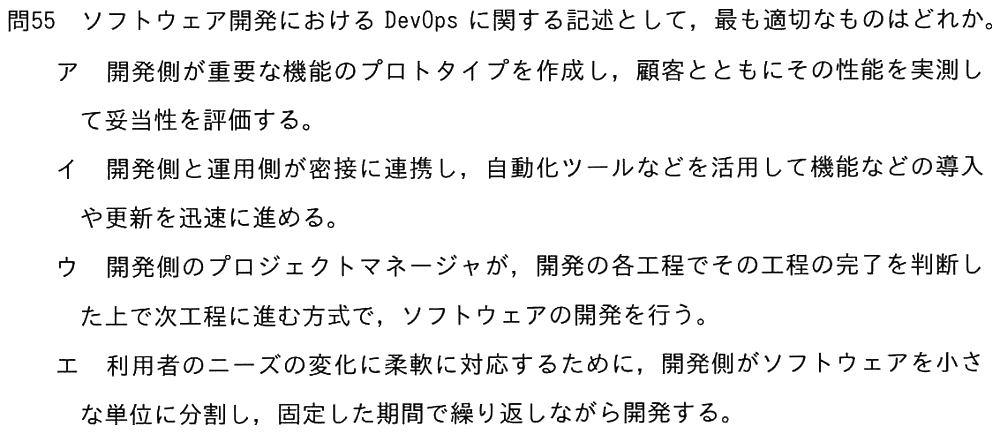 問55　ソフトウェア開発における DevOps に関する記述として，最も適切なものはどれか。
ア　開発側が重要な機能のプロトタイプを作成し，顧客とともにその性能を実測し
て妥当性を評価する。
イ　開発側と運用側が密接に連携し，自動化ツールなどを活用して機能などの導入
や更新を迅速に進める。
ウ　開発側のプロジェクトマネージャが，開発の各工程でその工程の完了を判断し
た上で次工程に進む方式で，ソフトウェアの開発を行う。
エ　利用者のニーズの変化に柔軟に対応するために，開発側がソフトウェアを小さ
な単位に分割し，固定した期間で繰り返しながら開発する。